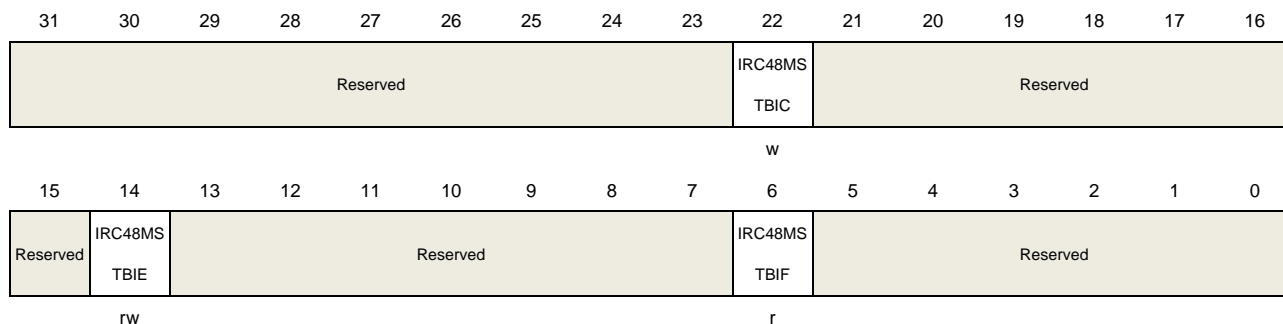 31 30 29 28 27 26 25 24 23 22 21 20 19 18 17 16
Reserved IRC48MS TBIC Reserved
w
15 14 13 12 11 10 9 8 7 6 5 4 3 2 1 0
Reserved IRC48MS TBIE Reserved IRC48MS TBIF Reserved
rw r